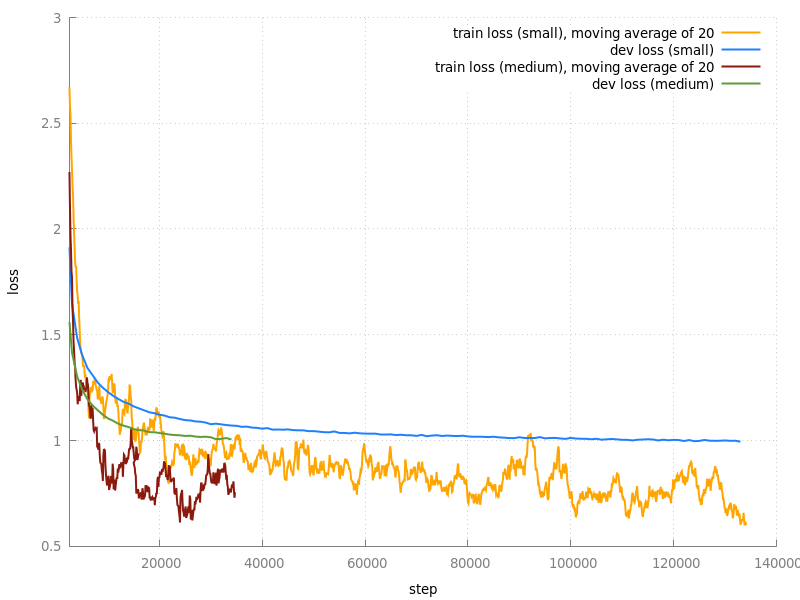 3
2.5
2
1.5
1
0.5
loss
train loss (small), moving average of 20
dev loss (small)
train loss (medium), moving average of 20
dev loss (medium)
20000
40000
60000
80000
100000
120000
140000
step